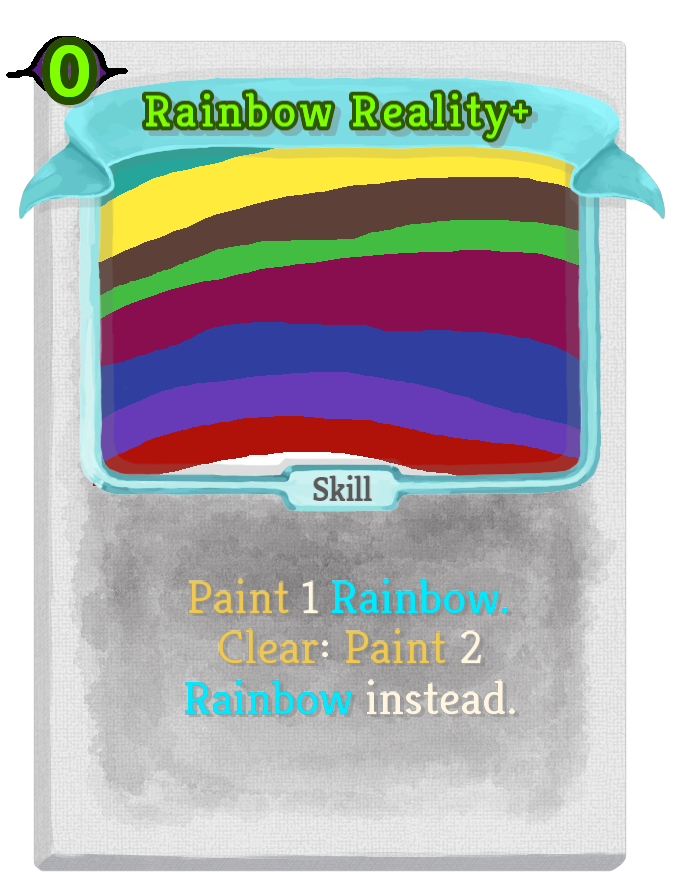 0
Rainbow Reality+
Skill
Paint 1 Rainbow.
Clear: Paint 2
Rainbow instead.